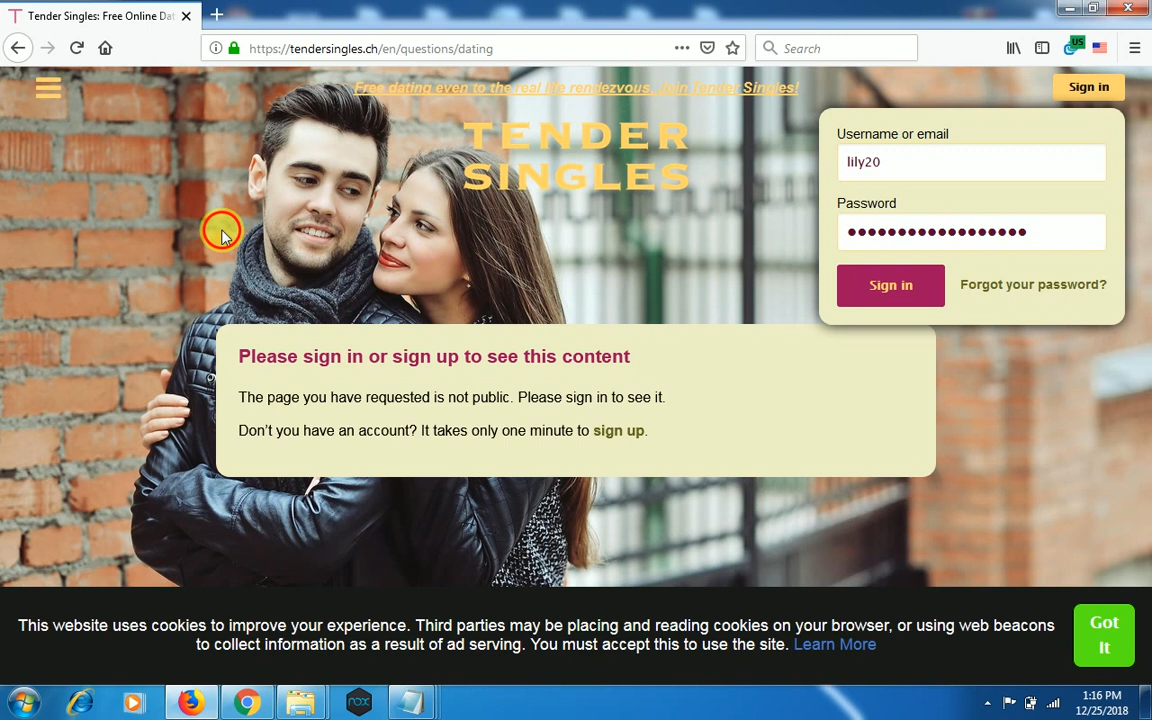 Tender Singles: Free Online Dat
https://tendersingles.ch/en/questions/dating
Search
US
Free dating even to the real life rendezvous. Join Tender Singles!
Sign in
TENDER
SINGLES
Username or email
lily20
Password
Sign in
Forgot your password?
Please sign in or sign up to see this content
The page you have requested is not public. Please sign in to see it.
Don't you have an account? It takes only one minute to sign up.
This website uses cookies to improve your experience. Third parties may be placing and reading cookies on your browser, or using web beacons
to collect information as a result of ad serving. You must accept this to use the site. Learn More
Got
It
nox
1:16 PM
12/25/2018